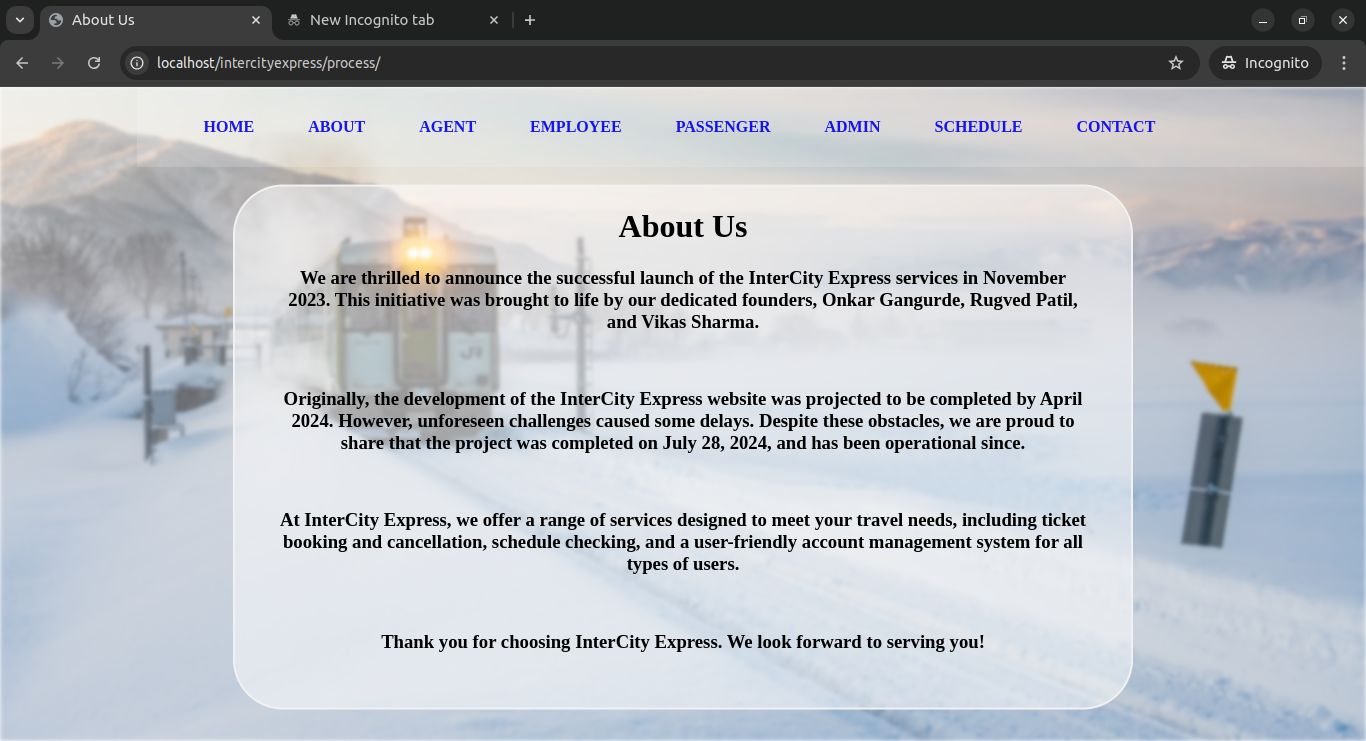 About Us
New Incognito tab
localhost/intercityexpress/process/
Incognito
HOME ABOUT AGENT EMPLOYEE PASSENGER ADMIN SCHEDULE CONTACT
About Us
We are thrilled to announce the successful launch of the InterCity Express services in November
2023. This initiative was brought to life by our dedicated founders, Onkar Gangurde, Rugved Patil,
and Vikas Sharma.
Originally, the development of the InterCity Express website was projected to be completed by April
2024. However, unforeseen challenges caused some delays. Despite these obstacles, we are proud to
share that the project was completed on July 28, 2024, and has been operational since.
At InterCity Express, we offer a range of services designed to meet your travel needs, including ticket
booking and cancellation, schedule checking, and a user-friendly account management system for all
types of users.
Thank you for choosing InterCity Express. We look forward to serving you!
JR